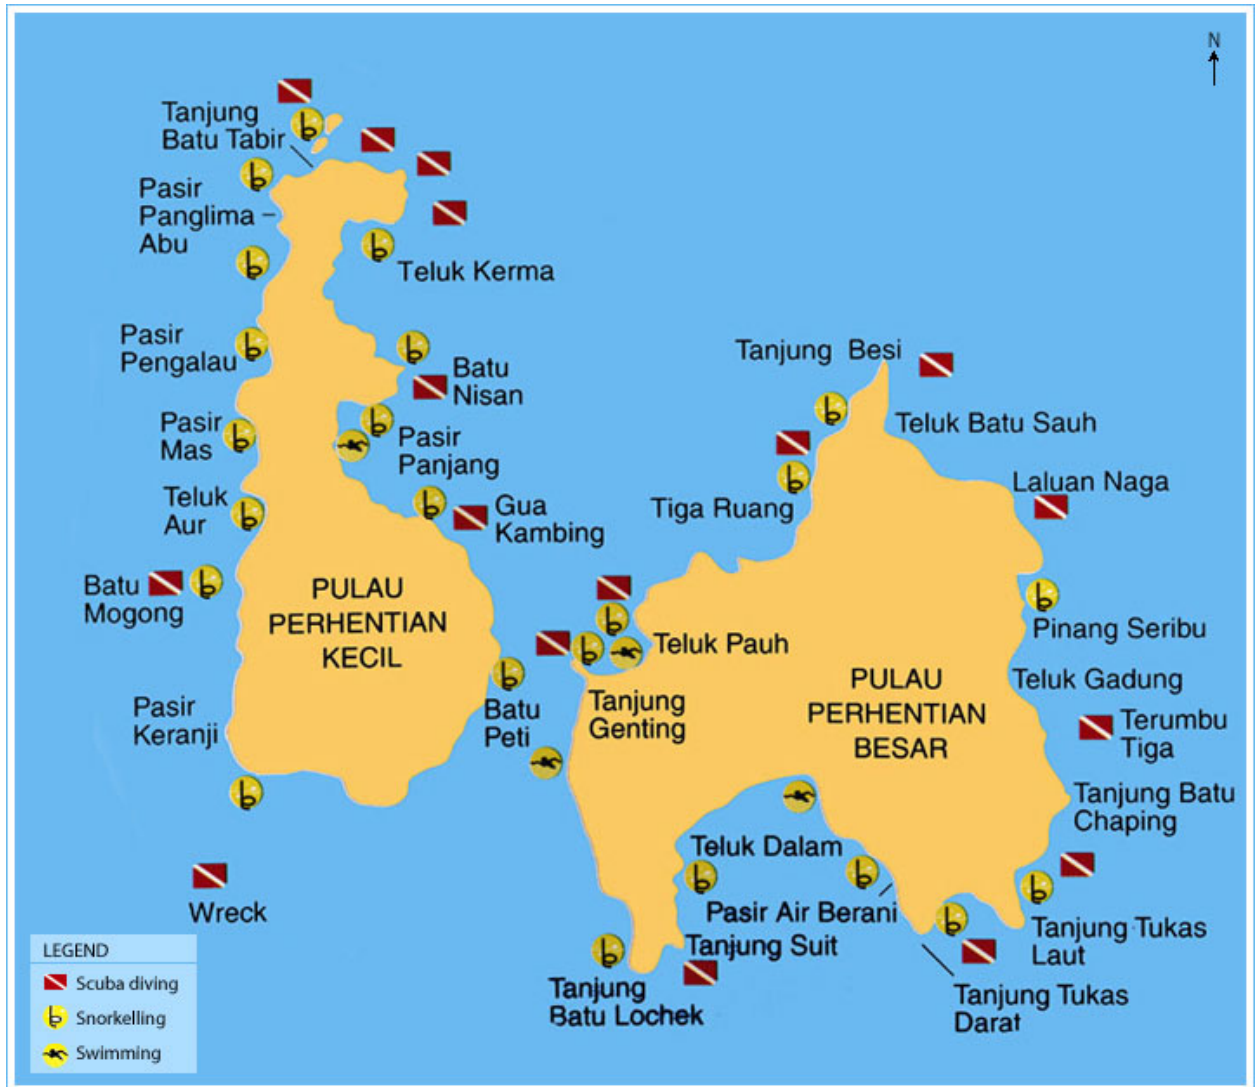 N
Tanjung
Batu Tabir
Pasir
Panglima
Abu
Teluk Kerma
Pasir
Pengalau
Batu
Nisan
Pasir
Mas
Pasir
Panjang
Teluk
Aur
Gua
Kambing
Batu
Mogong
PULAU
PERHENTIAN
KECIL
Pasir
Keranji
Batu
Peti
Wreck
Tanjung Besi
Teluk Batu Sauh
Laluan Naga
Tiga Ruang
Pinang Seribu
Teluk Pauh
Teluk Gadung
Tanjung
Genting
PULAU
PERHENTIAN
BESAR
Terumbu
Tiga
Tanjung Batu
Chaping
Teluk Dalam
Pasir Air Berani
Tanjung Suit
Tanjung Tukas
Laut
Tanjung
Batu Lochek
Tanjung Tukas
Darat
LEGEND
Scuba diving
Snorkelling
Swimming